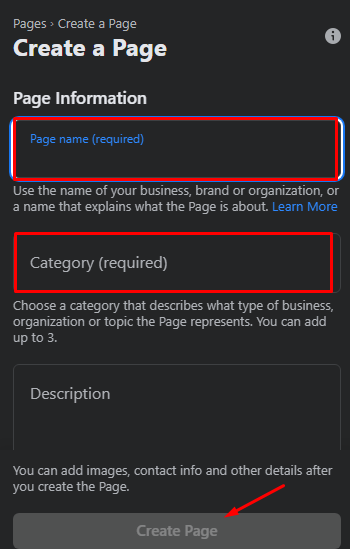 Pages › Create a Page
Create a Page
Page Information
Page name (required)
Use the name of your business, brand or organization, or
a name that explains what the Page is about. Learn More
Category (required)
Choose a category that describes what type of business,
organization or topic the Page represents. You can add
up to 3.
Description
You can add images, contact info and other details after
you create the Page.
Create Page